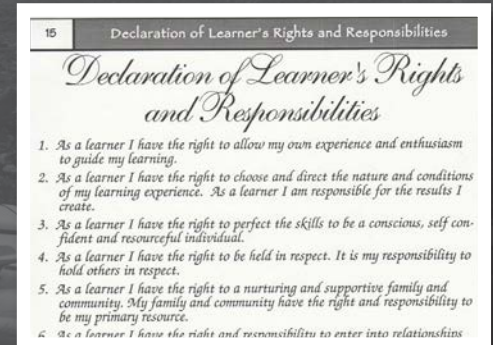 15 Declaration of Learner's Rights and Responsibilities
Declaration of Learner's Rights
and Responsibilities
1. As a learner I have the right to allow my own experience and enthusiasm
to guide my learning.
2. As a learner I have the right to choose and direct the nature and conditions
of my learning experience. As a learner I am responsible for the results I
create.
3. As a learner I have the right to perfect the skills to be a conscious, self con-
fident and resourceful individual.
4. As a learner I have the right to be held in respect. It is my responsibility to
hold others in respect.
5. As a learner I have the right to a nurturing and supportive family and
community. My family and community have the right and responsibility to
be my primary resource.
6. As a learner I have the right and responsibility to enter into relationships